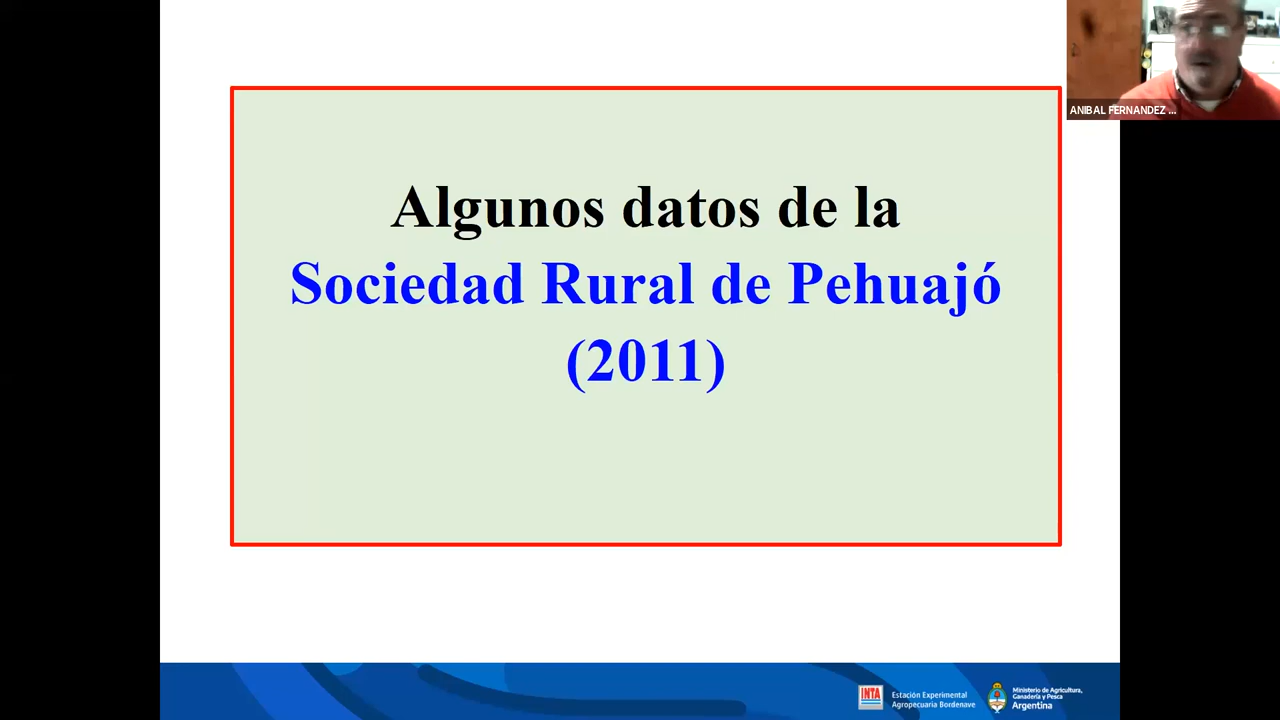 Algunos datos de la
Sociedad Rural de Pehuajó
(2011)
ANIBAL FERNANDEZ ...
INTA
Estación Experimental
Agropecuaria Bordenave
Ministerio de Agricultura,
Ganadería y Pesca
Argentina